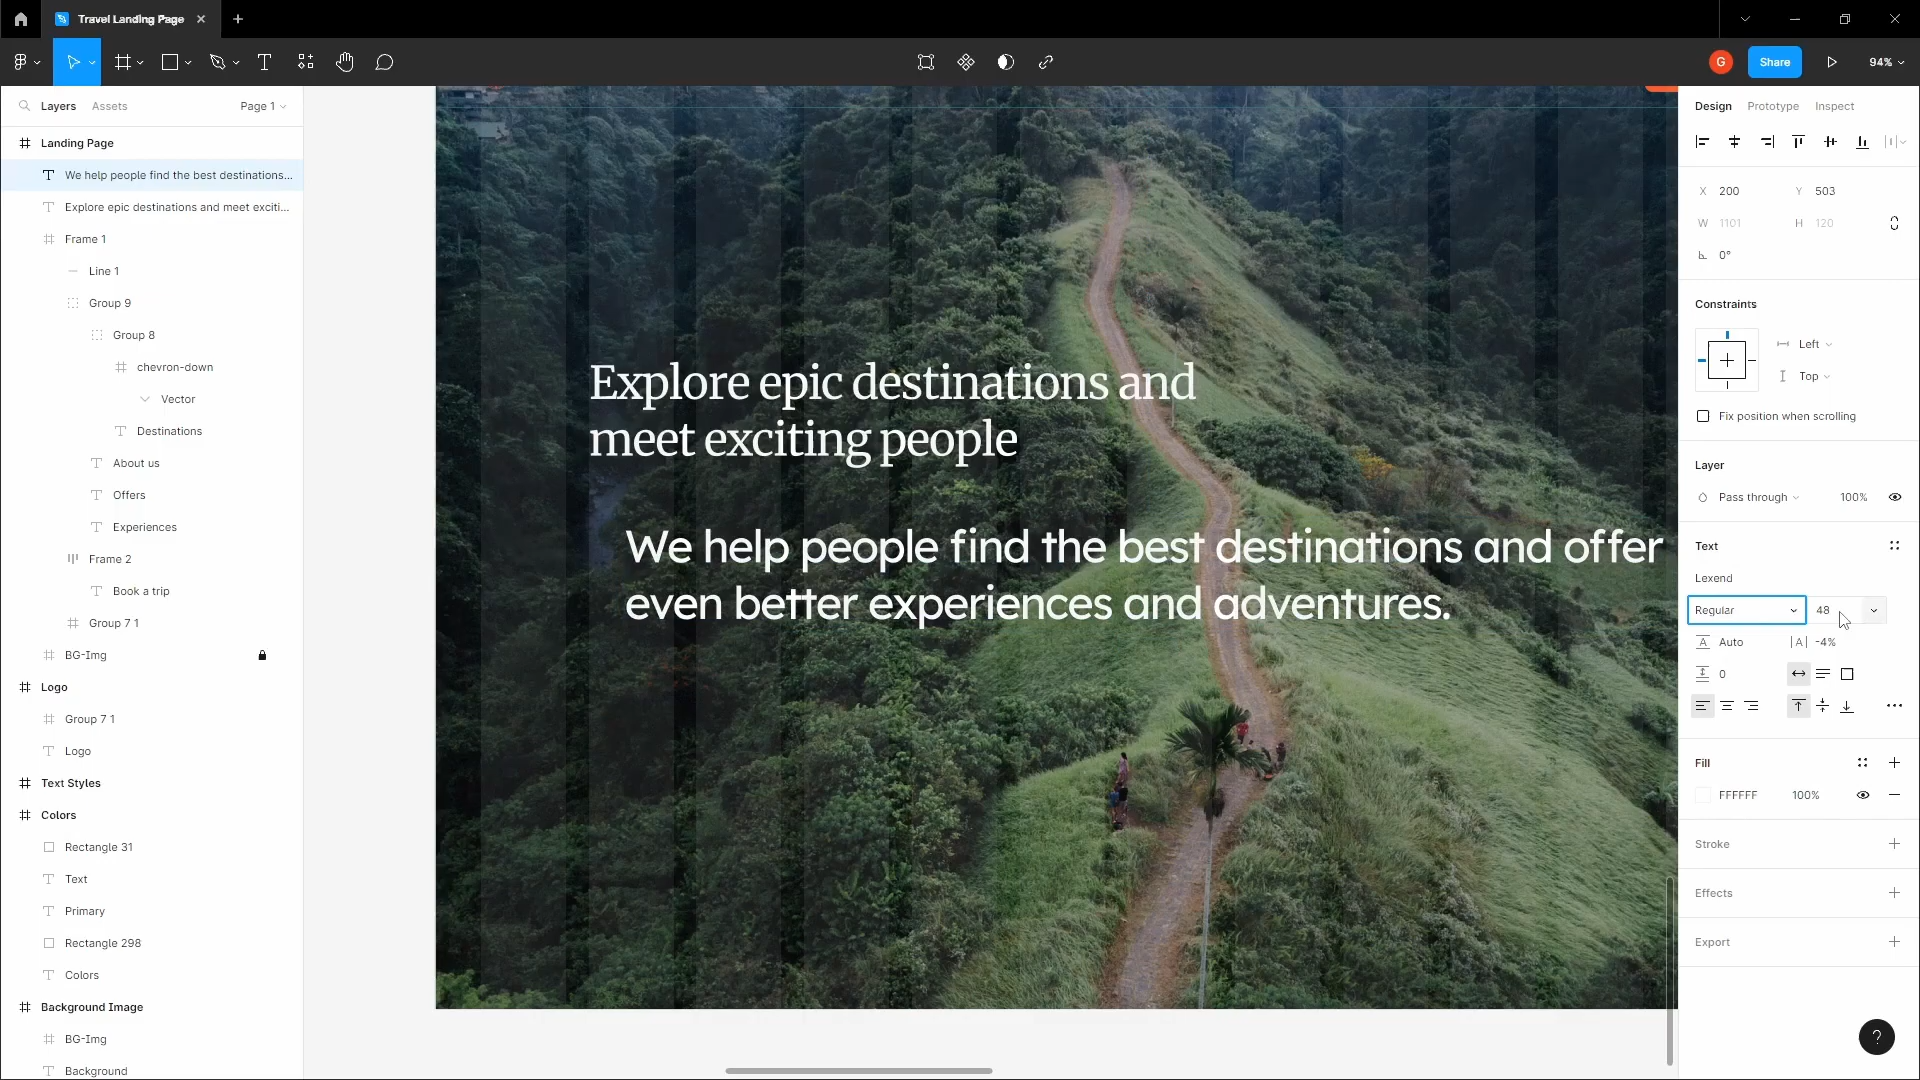 Travel Landing Page
G
Share
94%
Layers
Assets
Page 1
Landing Page
We help people find the best destinations...
Explore epic destinations and meet exciti...
Frame 1
Line 1
Group 9
Group 8
chevron-down
Vector
Destinations
About us
Offers
Experiences
Frame 2
Book a trip
Group 7 1
BG-Img
Logo
Group 7 1
Logo
Text Styles
Colors
Rectangle 31
Text
Primary
Rectangle 298
Colors
Background Image
BG-Img
Background
Explore epic destinations and
meet exciting people
We help people find the best destinations and offer
even better experiences and adventures.
Design
Prototype
Inspect
X 200
Y 503
W 1101
H 120
0°
Constraints
Left
Top
Fix position when scrolling
Layer
Pass through
100%
Text
Lexend
Regular
48
Auto
|A| -4%
0
Fill
FFFFFF
100%
Stroke
Effects
Export
?